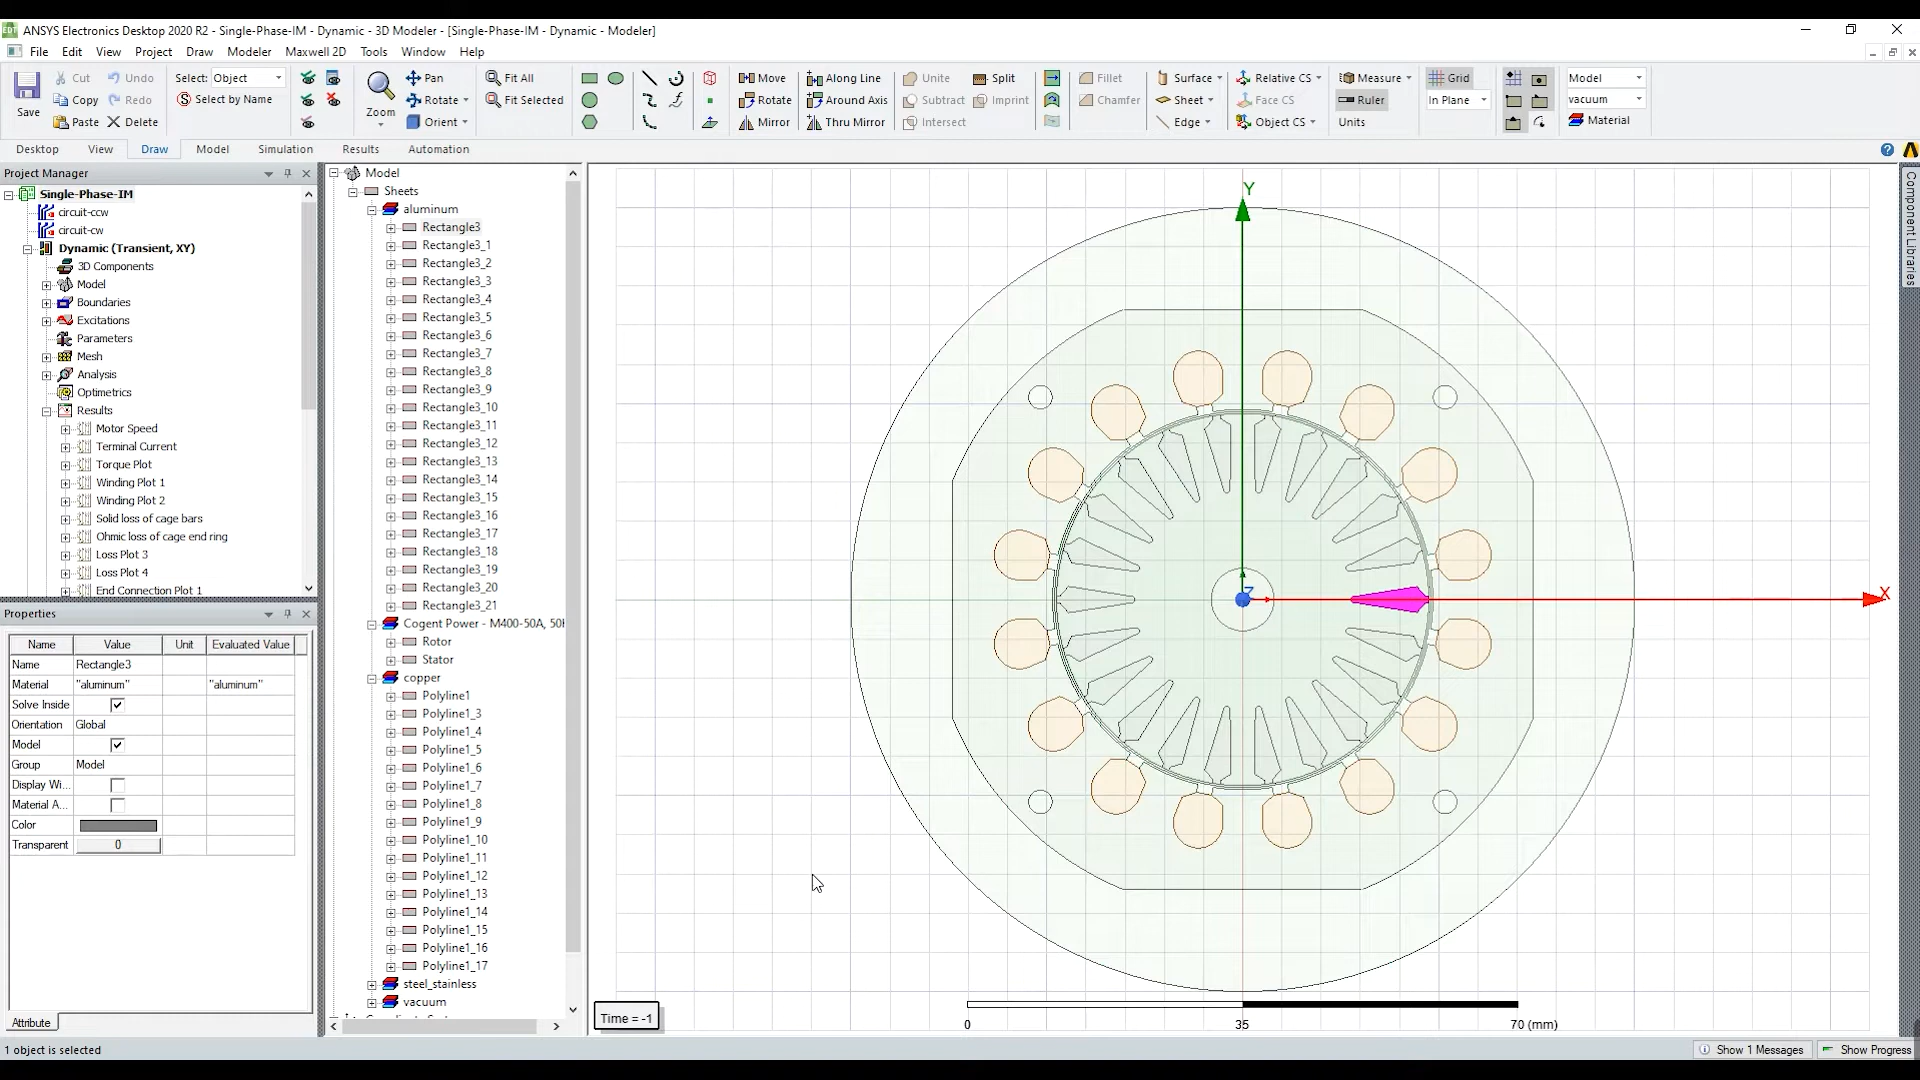 ANSYS Electronics Desktop 2020 R2 - Single-Phase-IM - Dynamic - 3D Modeler - [Single-Phase-IM - Dynamic - Modeler]
File Edit View Project Draw Modeler Maxwell 2D Tools Window Help
Save Cut Undo Select: Object Pan Fit All Move Along Line Unite Split Fillet Surface Relative CS Measure Grid Model
Copy Redo Select by Name Zoom Rotate Fit Selected Rotate Around Axis Subtract Imprint Chamfer Sheet Face CS Ruler In Plane vacuum
Paste Delete Orient Mirror Thru Mirror Intersect Edge Object CS Units Material
Desktop View Draw Model Simulation Results Automation
Project Manager
Single-Phase-IM
circuit-ccw
circuit-cw
Dynamic (Transient, XY)
3D Components
Model
Boundaries
Excitations
Parameters
Mesh
Analysis
Optimetrics
Results
Motor Speed
Terminal Current
Torque Plot
Winding Plot 1
Winding Plot 2
Solid loss of cage bars
Ohmic loss of cage end ring
Loss Plot 3
Loss Plot 4
End Connection Plot 1
Properties
Name Value Unit Evaluated Value
Name Rectangle3
Material "aluminum" "aluminum"
Solve Inside
Orientation Global
Model
Group Model
Display Wi...
Material A...
Color
Transparent 0
Attribute
Model
Sheets
aluminum
Rectangle3
Rectangle3_1
Rectangle3_2
Rectangle3_3
Rectangle3_4
Rectangle3_5
Rectangle3_6
Rectangle3_7
Rectangle3_8
Rectangle3_9
Rectangle3_10
Rectangle3_11
Rectangle3_12
Rectangle3_13
Rectangle3_14
Rectangle3_15
Rectangle3_16
Rectangle3_17
Rectangle3_18
Rectangle3_19
Rectangle3_20
Rectangle3_21
Cogent Power - M400-50A, 50
Rotor
Stator
copper
Polyline1
Polyline1_3
Polyline1_4
Polyline1_5
Polyline1_6
Polyline1_7
Polyline1_8
Polyline1_9
Polyline1_10
Polyline1_11
Polyline1_12
Polyline1_13
Polyline1_14
Polyline1_15
Polyline1_16
Polyline1_17
steel_stainless
vacuum
Y
Z
X
Time = -1
0 35 70 (mm)
Component Libraries
1 object is selected
Show 1 Messages Show Progress